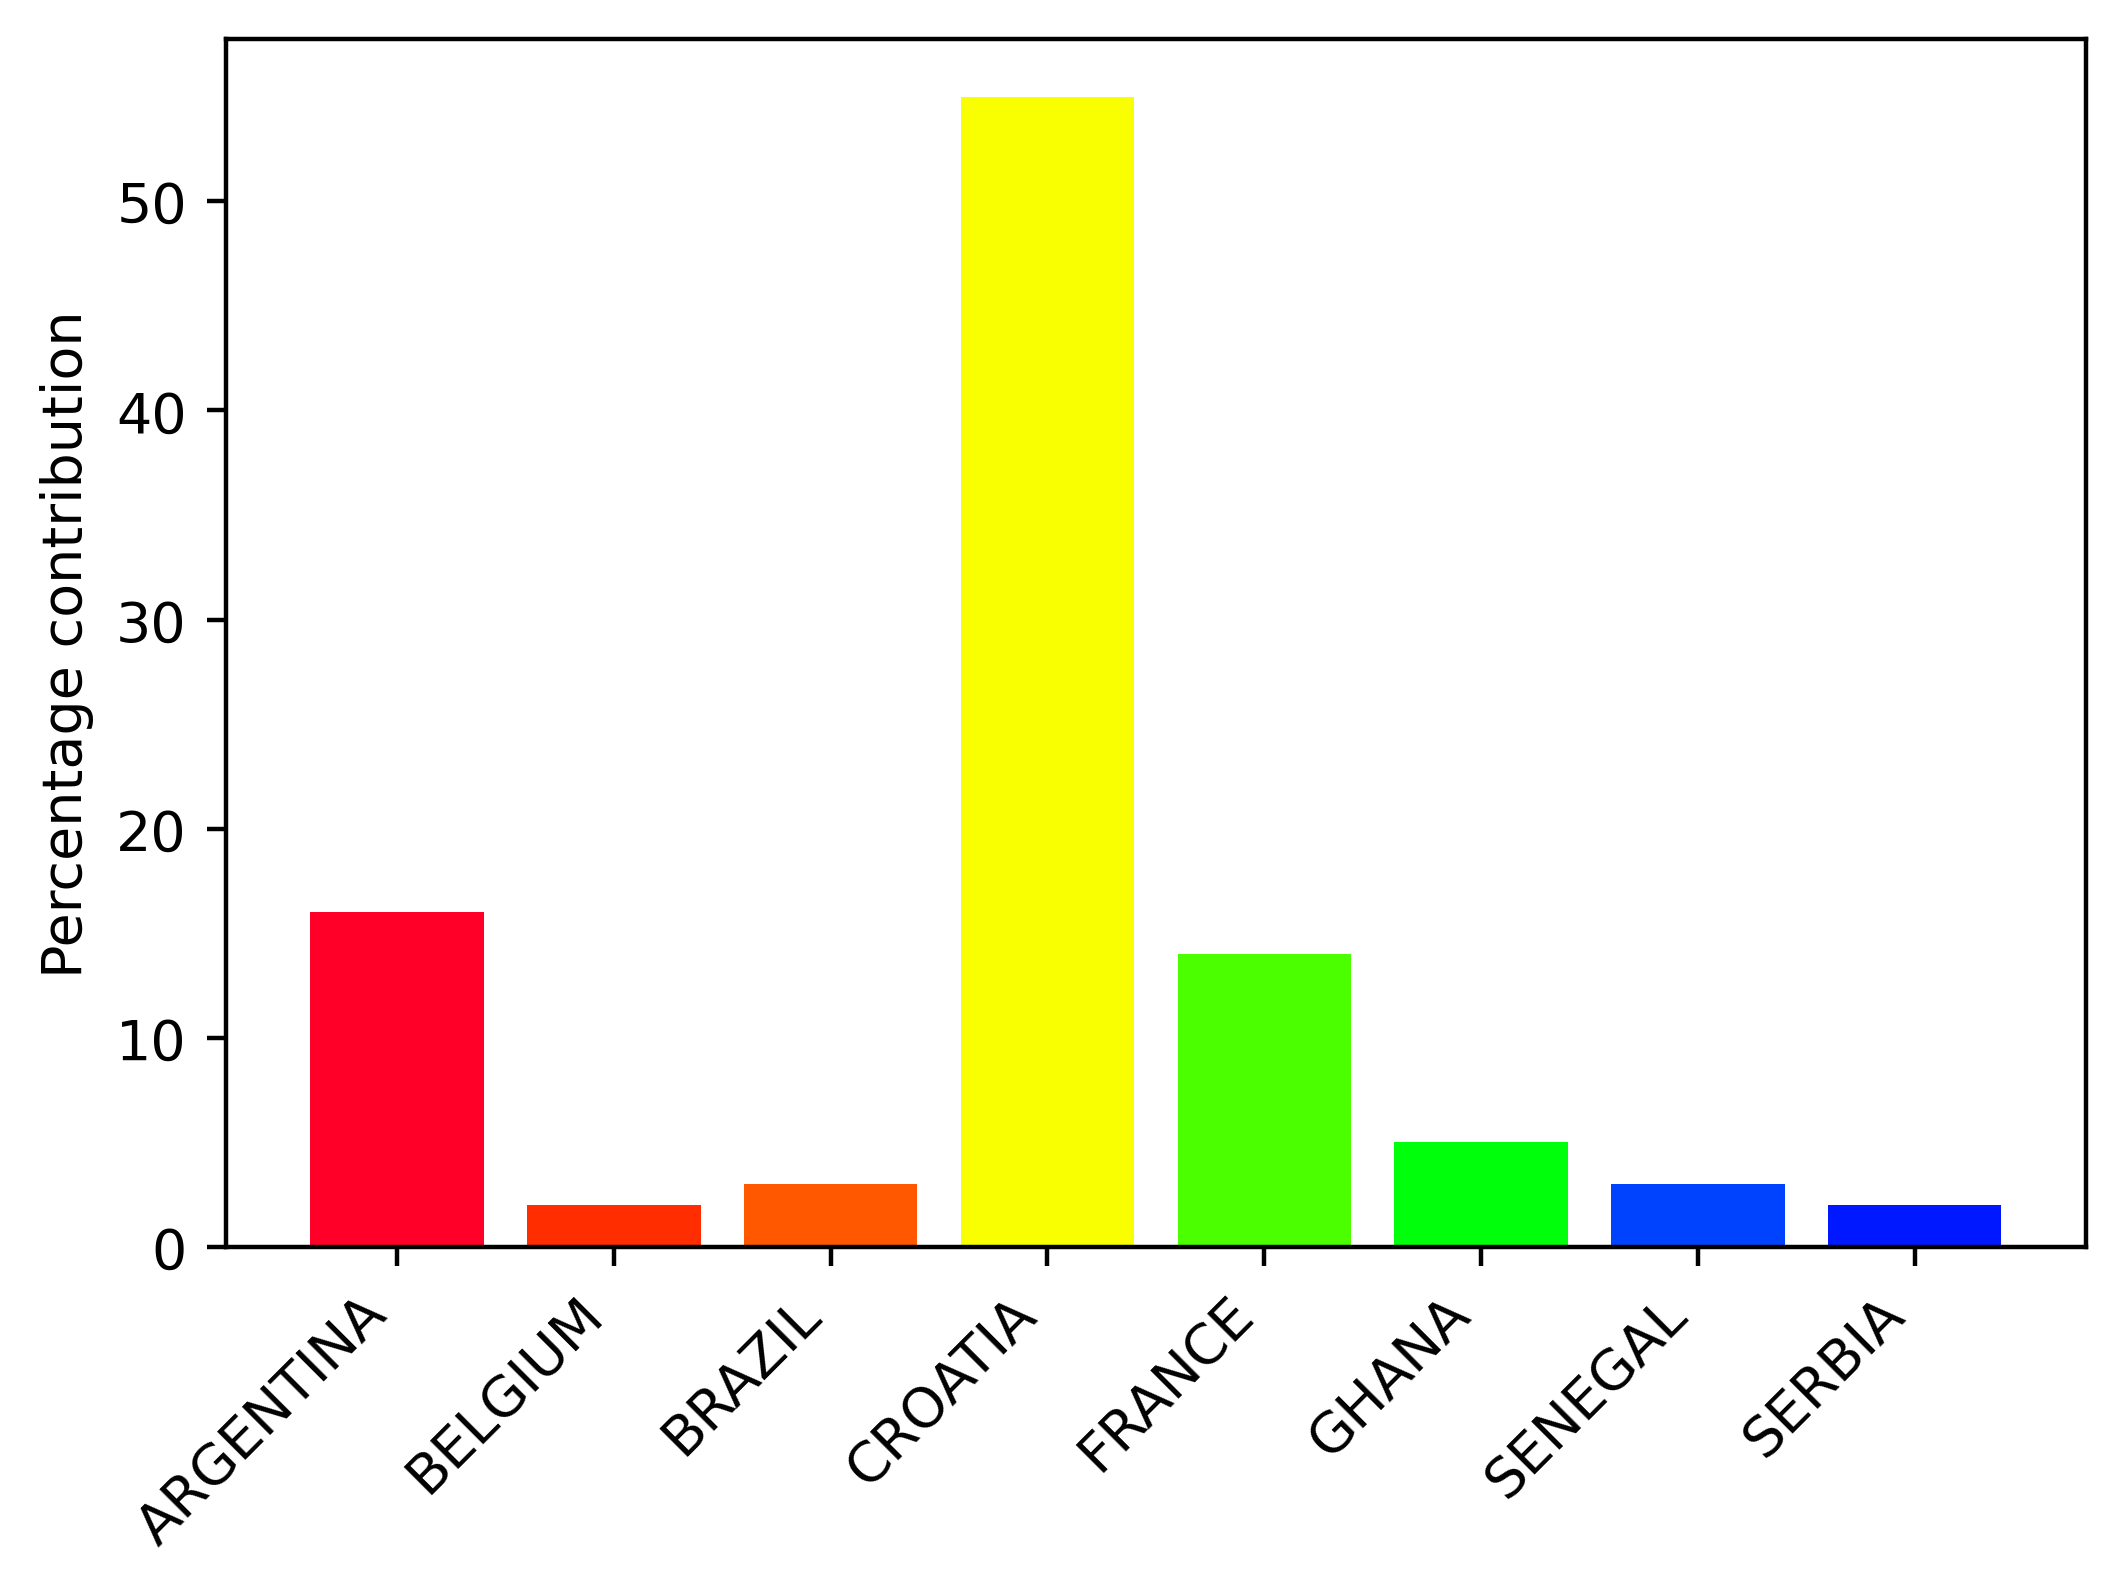 Percentage contribution
50
40
30
20
10
0
ARGENTINA
BELGIUM
BRAZIL
CROATIA
FRANCE
GHANA
SENEGAL
SERBIA